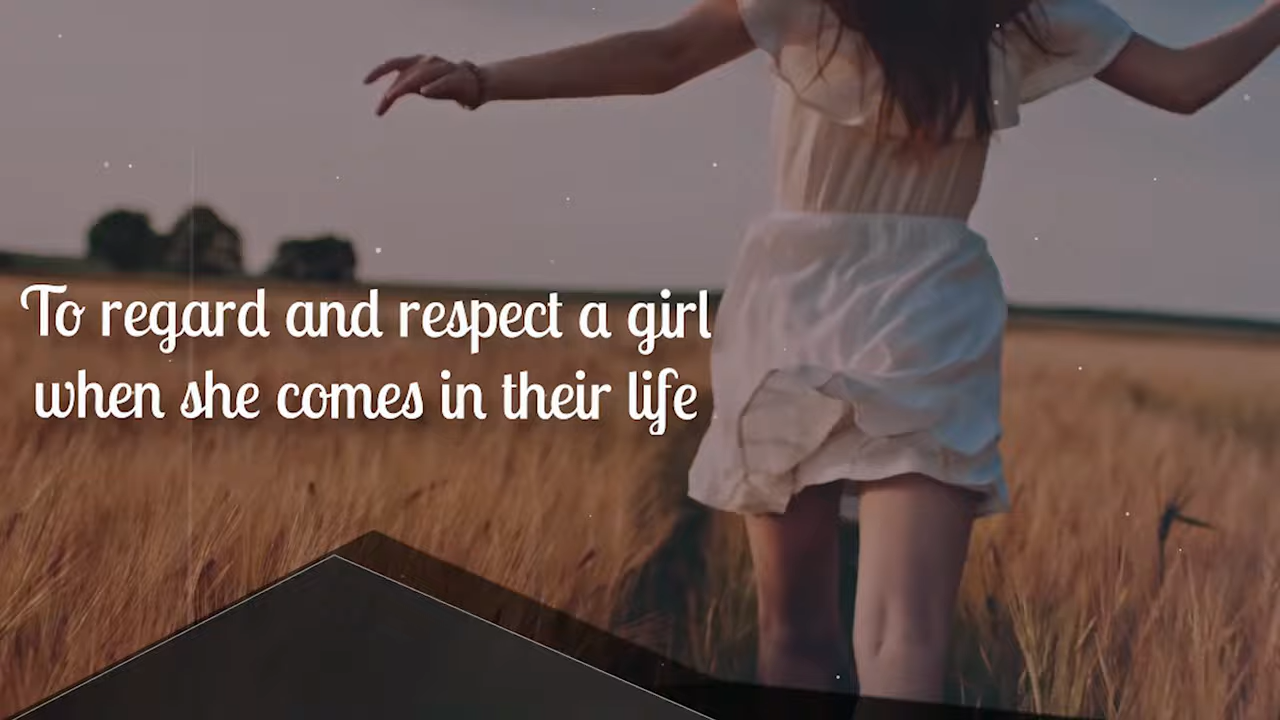 To regard and respect a girl
when she comes in their life